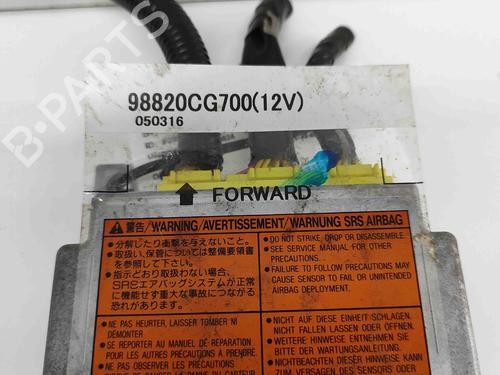 B-PARTS
98820CG700(12V)
050316
FORWARD
警告/WARNING/AVERTISSEMENT/WARNUNG SRS AIRBAG
●分解したり衝撃を与えないこと。
●取扱い、保管については整備要領書
を参照して下さい。
●指示どおり取扱わない場合、
SRSエアバッグシステムが正常
に機能せず重大な事故につながる
恐れがあります。
●DO NOT STRIKE, DROP OR DISASSEMBLE.
●SEE SERVICE MANUAL FOR OTHER
PRECAUTIONS.
●FAILURE TO FOLLOW PRECAUTIONS MAY
CAUSE SENSOR TO FAIL OR UNINTENDED
AIRBAG DEPLOYMENT.
●NE PAS HEURTER, LAISSER TOMBER NI
DÉMONTER
●SE REPORTER AU MANUEL DE RÉPARATION
POUR LES AUTRES PRÉCAUTIONS À PRENDRE.
●NE PAS OBSERVER CES PRÉCAUTIONS
●NICHT AUF DIESE EINHEIT SCHLAGEN,
NICHT FALLEN LASSEN ODER ÖFFNEN.
●FÜR WEITERE HINWEISE ENTNEHMEN SIE
BITTE DER WARTUNGSANLEITUNG.
●NICHTBEACHTEN DIESER HINWEISE KANN
ZUM VERSAGEN DES SENSORS ODER